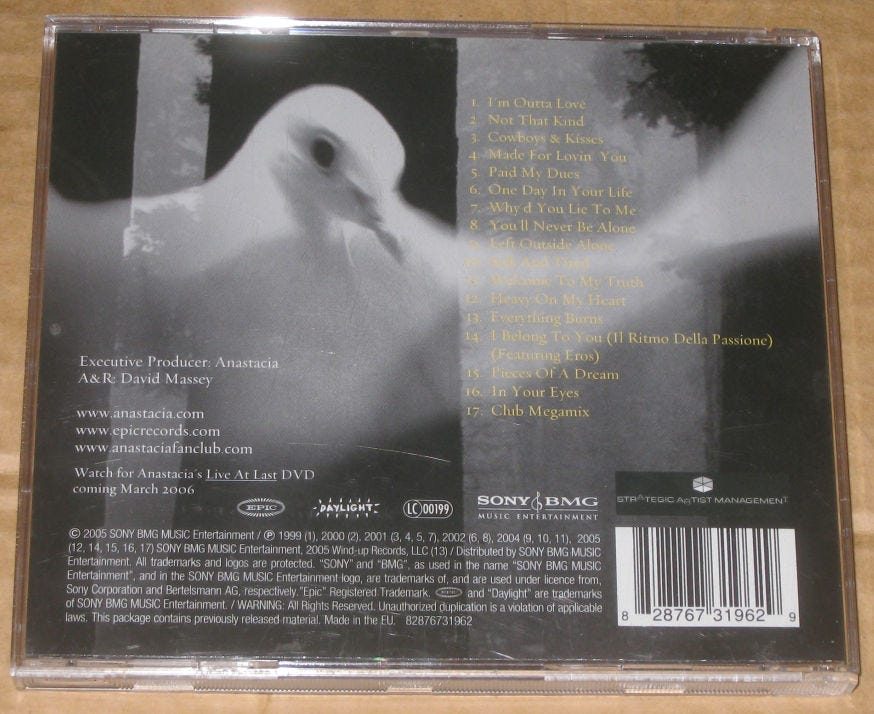 1. I'm Outta Love
2. Not That Kind
3. Cowboys & Kisses
4. Made For Lovin' You
5. Paid My Dues
6. One Day In Your Life
7. Why'd You Lie To Me
8. You'll Never Be Alone
9. Left Outside Alone
10. Sick And Tired
11. Welcome To My Truth
12. Heavy On My Heart
13. Everything Burns
14. I Belong To You (Il Ritmo Della Passione)
(Featuring Eros)
15. Pieces Of A Dream
16. In Your Eyes
17. Club Megamix
Executive Producer: Anastacia
A&R: David Massey
www.anastacia.com
www.epicrecords.com
www.anastaciafanclub.com
Watch for Anastacia's Live At Last DVD
coming March 2006
EPIC
DAYLIGHT
LC 00199
SONY BMG
MUSIC ENTERTAINMENT
STRATEGIC ARTIST MANAGEMENT
© 2005 SONY BMG MUSIC Entertainment / ℗ 1999 (1), 2000 (2), 2001 (3, 4, 5, 7), 2002 (6, 8), 2004 (9, 10, 11), 2005
(12, 14, 15, 16, 17) SONY BMG MUSIC Entertainment, 2005 Wind-up Records, LLC (13) / Distributed by SONY BMG MUSIC
Entertainment. All trademarks and logos are protected. "SONY" and "BMG", as used in the name "SONY BMG MUSIC
Entertainment", and in the SONY BMG MUSIC Entertainment-logo, are trademarks of, and are used under licence from,
Sony Corporation and Bertelsmann AG, respectively."Epic" Registered Trademark. EPIC and "Daylight" are trademarks
of SONY BMG MUSIC Entertainment. / WARNING: All Rights Reserved. Unauthorized duplication is a violation of applicable
laws. This package contains previously released material. Made in the EU. 82876731962
8 28767 31962 9